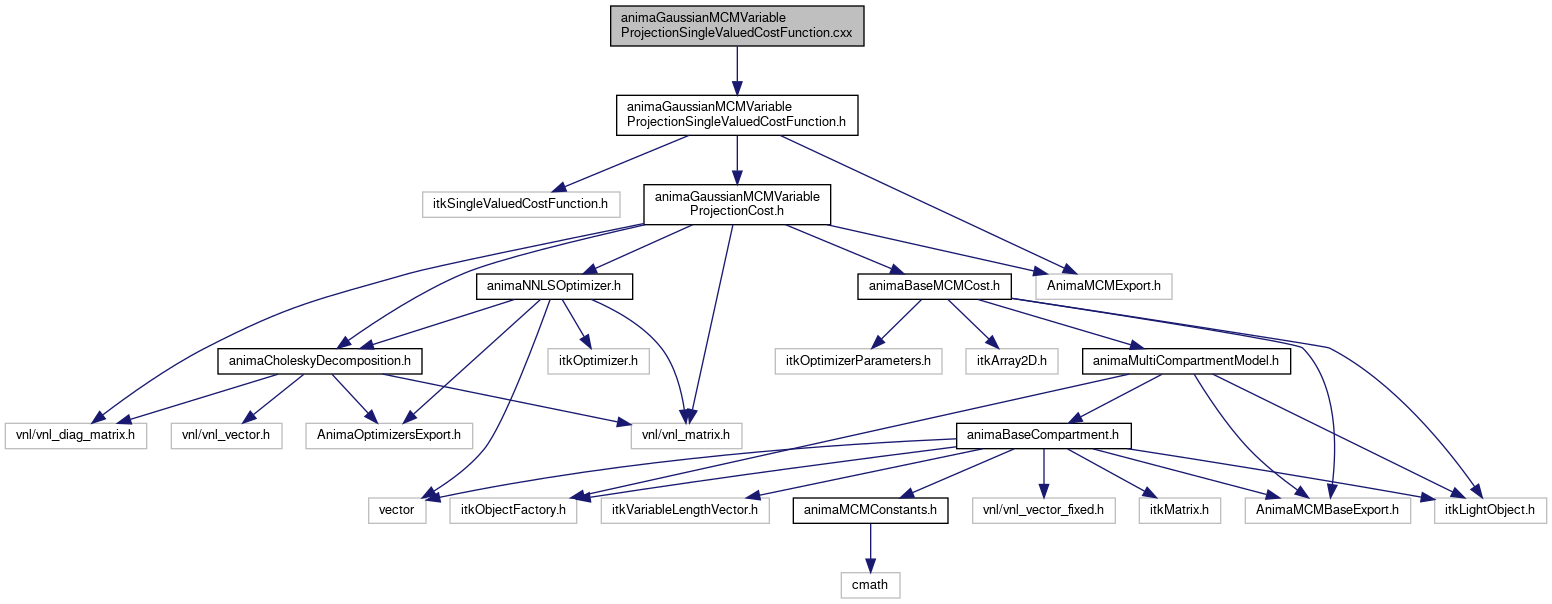 animaGaussianMCMVariable
ProjectionSingleValuedCostFunction.cxx
animaGaussianMCMVariable
ProjectionSingleValuedCostFunction.h
itkSingleValuedCostFunction.h
animaGaussianMCMVariable
ProjectionCost.h
animaNNLSOptimizer.h
animaBaseMCMCost.h
AnimaMCMExport.h
animaCholeskyDecomposition.h
itkOptimizer.h
itkOptimizerParameters.h
itkArray2D.h
animaMultiCompartmentModel.h
vnl/vnl_diag_matrix.h
vnl/vnl_vector.h
AnimaOptimizersExport.h
vnl/vnl_matrix.h
animaBaseCompartment.h
vector
itkObjectFactory.h
itkVariableLengthVector.h
animaMCMConstants.h
vnl/vnl_vector_fixed.h
itkMatrix.h
AnimaMCMBaseExport.h
itkLightObject.h
cmath